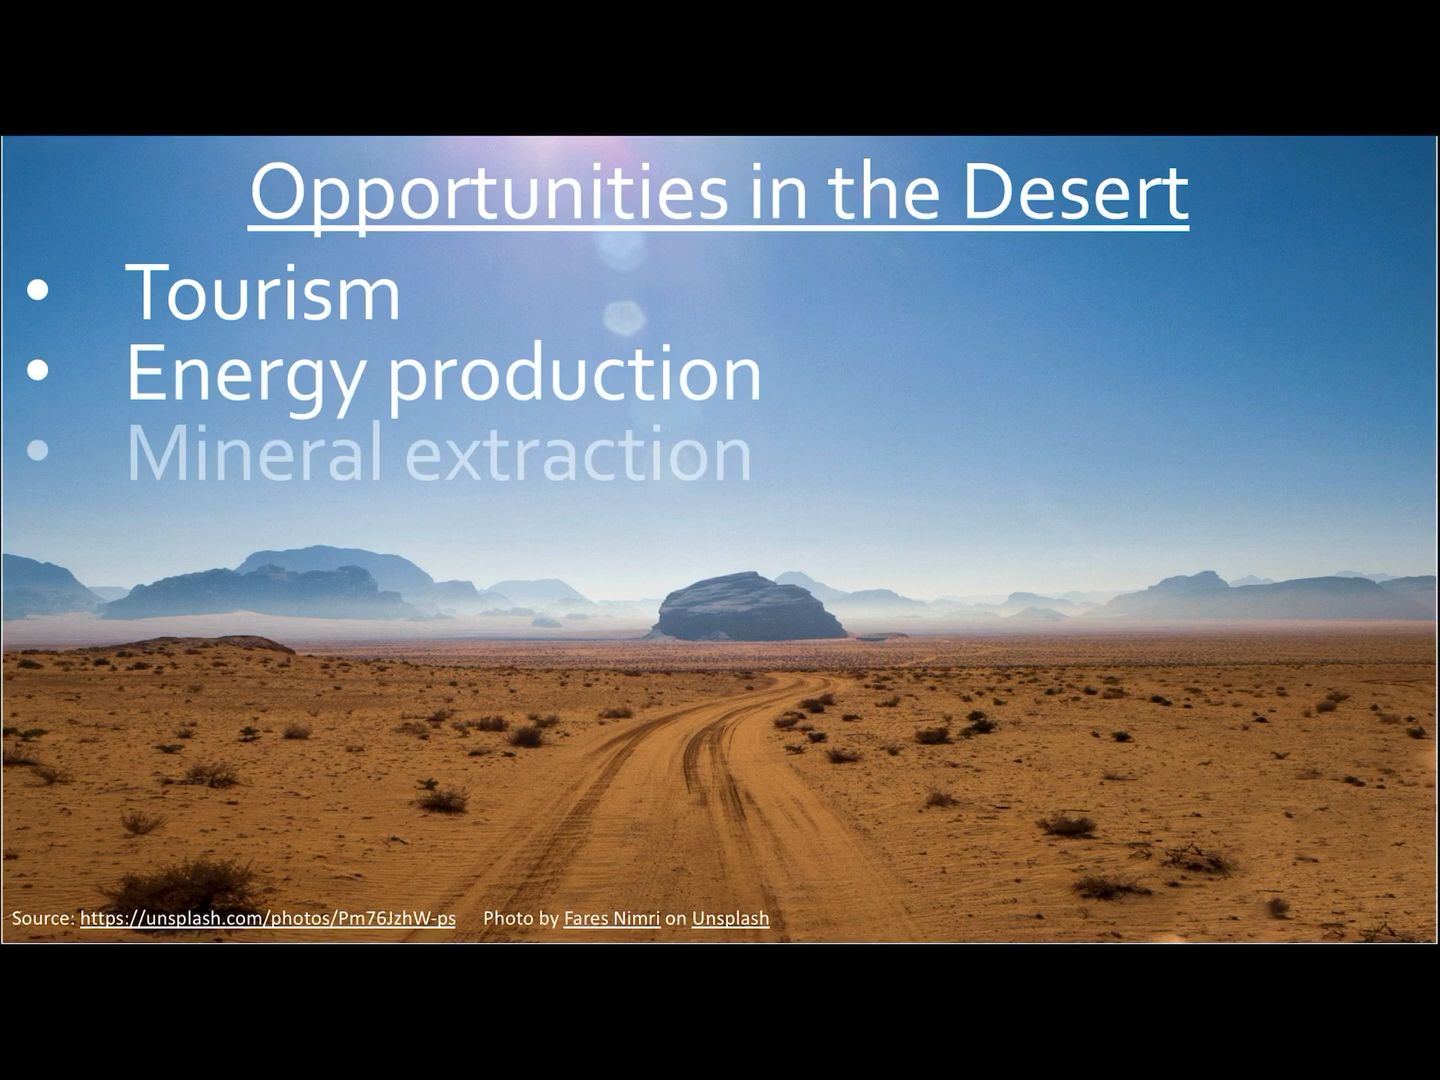 Opportunities in the Desert
• Tourism
• Energy production
• Mineral extraction
Source: https://unsplash.com/photos/Pm76JzhW-ps Photo by Fares Nimri on Unsplash